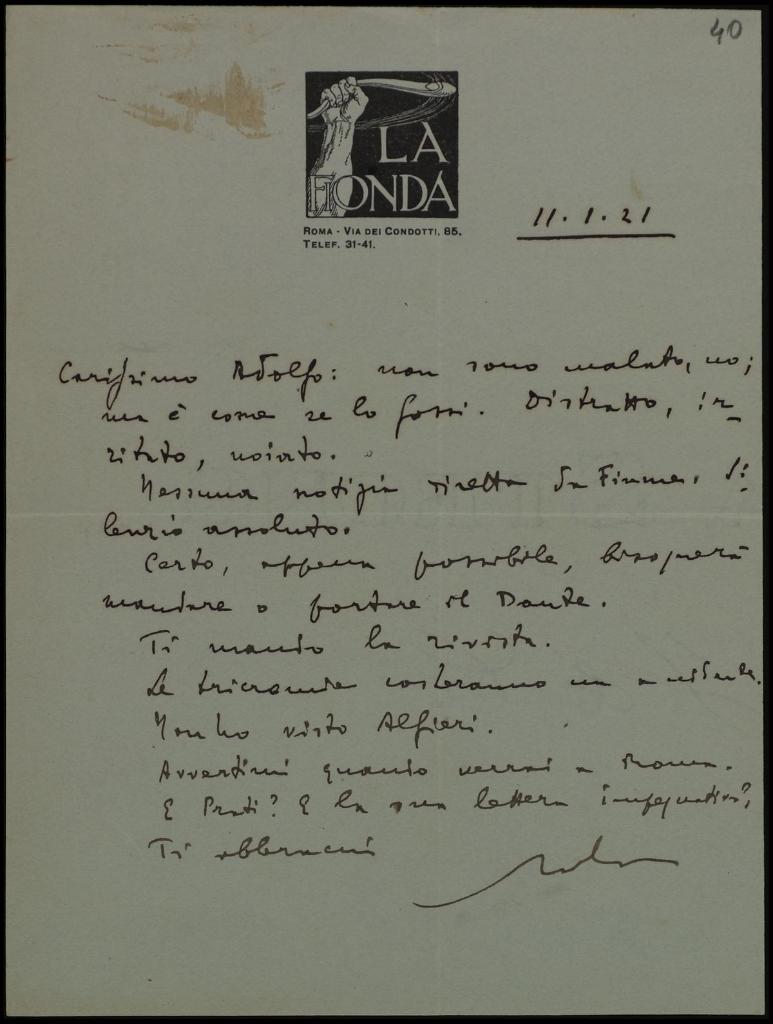 40
LA
FIONDA
ROMA - VIA DEI CONDOTTI, 85.
TELEF. 31-41.
11.1.21
Carissimo Adolfo: non sono malato, no;
ma è come se lo fossi. Distratto, ir-
ritato, noiato.
Nessuna notizia diretta da Fiume. Si-
lenzio assoluto.
Certo, appena possibile, bisognerà
mandare o portare il Dante.
Ti mando la rivista.
Le tricromie costeranno un
Non ho visto Alfieri.
Avvertimi quando verrai a Roma.
E Prati? E la sua lettera impegnativa?
Ti abbracci